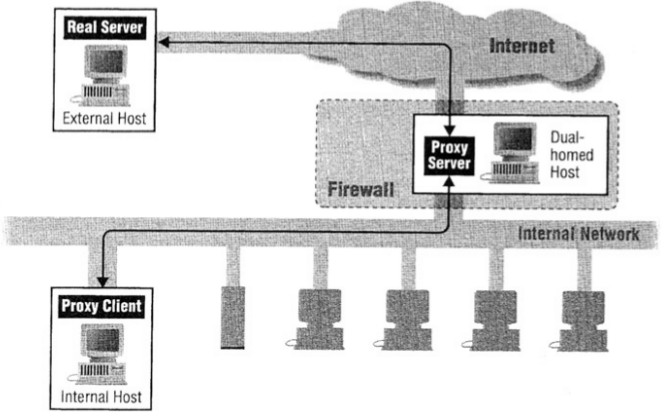 Real Server
External Host
Internet
Proxy
Server
Dual-
homed
Host
Firewall
Internal Network
Proxy Client
Internal Host